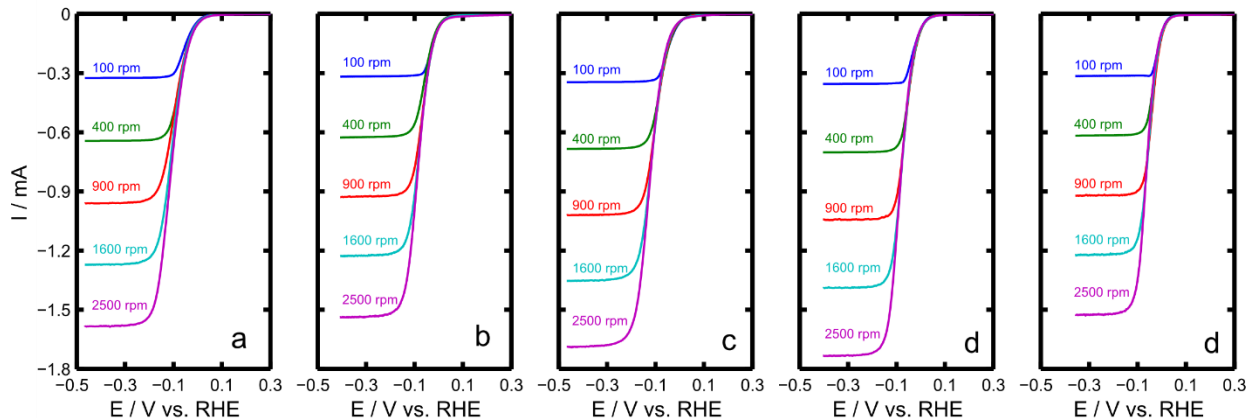 0
−0.3
−0.6
−0.9
−1.2
−1.5
−1.8
I / mA
100 rpm
400 rpm
900 rpm
1600 rpm
2500 rpm
a
−0.5 −0.3 −0.1 0.1 0.3
E / V vs. RHE
100 rpm
400 rpm
900 rpm
1600 rpm
2500 rpm
b
−0.5 −0.3 −0.1 0.1 0.3
E / V vs. RHE
100 rpm
400 rpm
900 rpm
1600 rpm
2500 rpm
c
−0.5 −0.3 −0.1 0.1 0.3
E / V vs. RHE
100 rpm
400 rpm
900 rpm
1600 rpm
2500 rpm
d
−0.5 −0.3 −0.1 0.1 0.3
E / V vs. RHE
100 rpm
400 rpm
900 rpm
1600 rpm
2500 rpm
d
−0.5 −0.3 −0.1 0.1 0.3
E / V vs. RHE